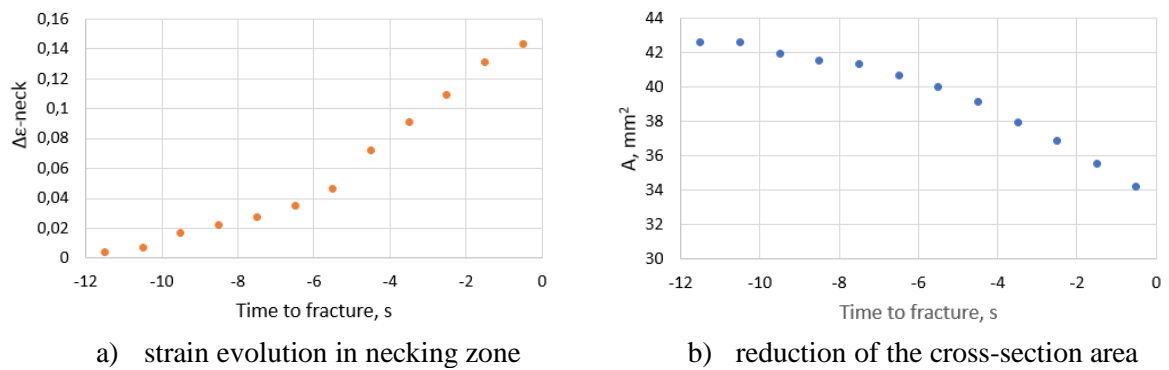 0,16
0,14
0,12
0,1
0,08
0,06
0,04
0,02
0
Δε-neck
-12 -10 -8 -6 -4 -2 0
Time to fracture, s
a) strain evolution in necking zone
44
42
40
38
36
34
32
30
A, mm²
-12 -10 -8 -6 -4 -2 0
Time to fracture, s
b) reduction of the cross-section area